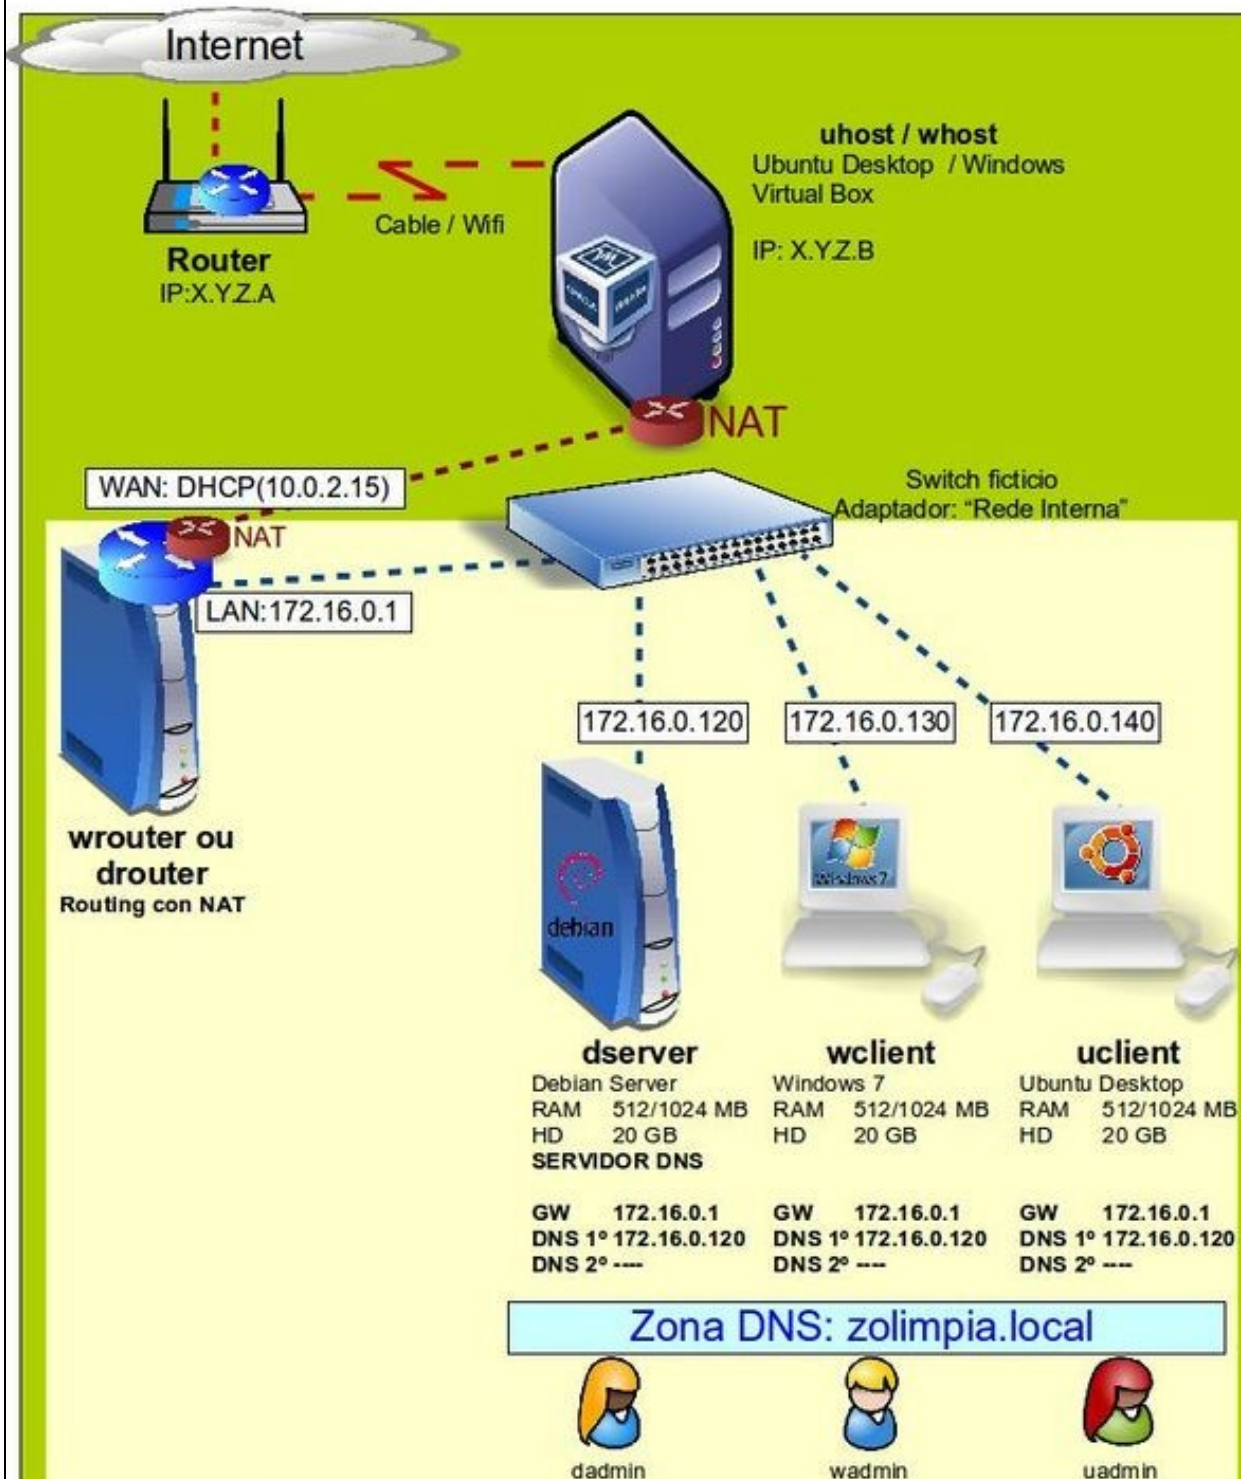 Internet
uhost / whost
Ubuntu Desktop / Windows
Virtual Box
IP: X.Y.Z.B
Cable / Wifi
Router
IP:X.Y.Z.A
NAT
WAN: DHCP(10.0.2.15)
Switch ficticio
Adaptador: “Rede Interna”
NAT
LAN:172.16.0.1
172.16.0.120
172.16.0.130
172.16.0.140
wrouter ou
drouter
Routing con NAT
debian
Windows 7
dserver
Debian Server
RAM 512/1024 MB
HD 20 GB
SERVIDOR DNS
GW 172.16.0.1
DNS 1º 172.16.0.120
DNS 2º ----
wclient
Windows 7
RAM 512/1024 MB
HD 20 GB
GW 172.16.0.1
DNS 1º 172.16.0.120
DNS 2º ----
uclient
Ubuntu Desktop
RAM 512/1024 MB
HD 20 GB
GW 172.16.0.1
DNS 1º 172.16.0.120
DNS 2º ----
Zona DNS: zolimpia.local
dadmin
wadmin
uadmin